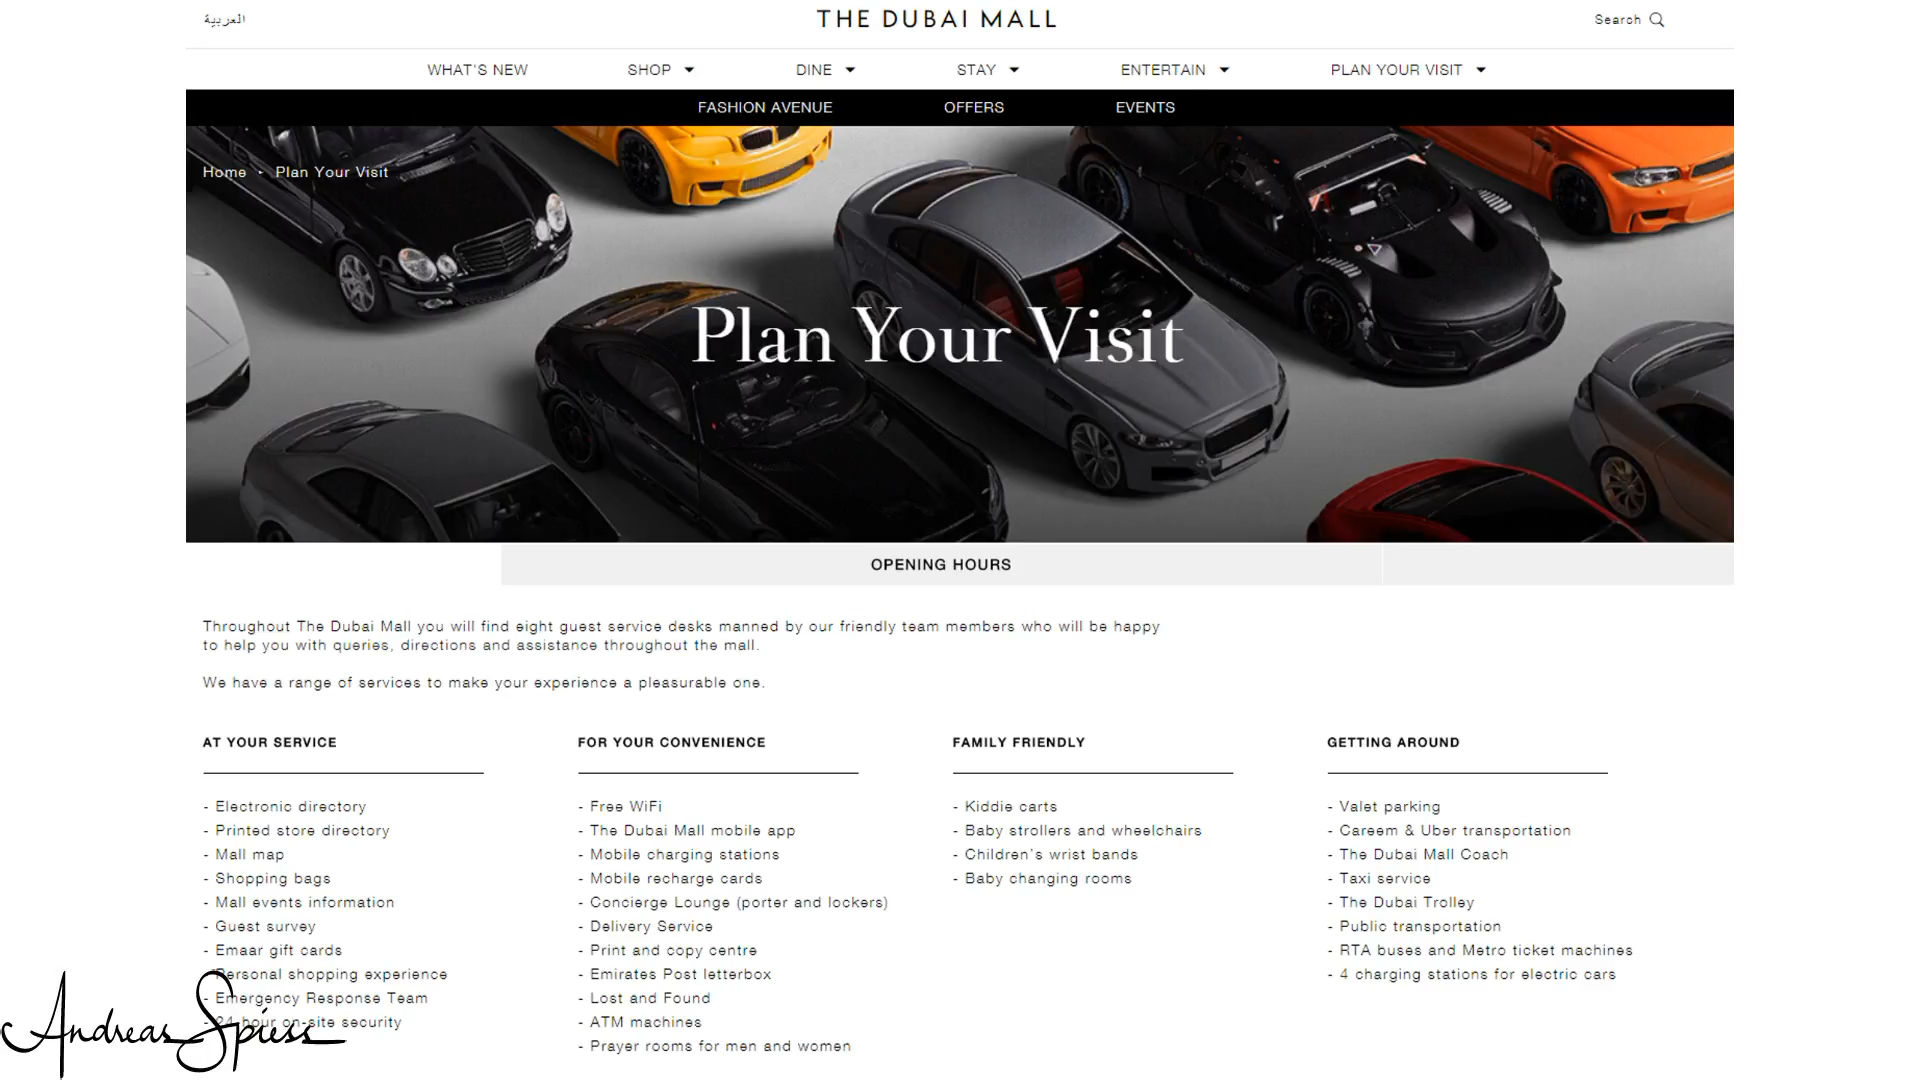 العربية
THE DUBAI MALL
Search
WHAT'S NEW
SHOP
DINE
STAY
ENTERTAIN
PLAN YOUR VISIT
FASHION AVENUE
OFFERS
EVENTS
Home
Plan Your Visit
Plan Your Visit
OPENING HOURS
Throughout The Dubai Mall you will find eight guest service desks manned by our friendly team members who will be happy
to help you with queries, directions and assistance throughout the mall.
We have a range of services to make your experience a pleasurable one.
AT YOUR SERVICE
- Electronic directory
- Printed store directory
- Mall map
- Shopping bags
- Mall events information
- Guest survey
- Emaar gift cards
- Personal shopping experience
- Emergency Response Team
- 24-hour on-site security
FOR YOUR CONVENIENCE
- Free WiFi
- The Dubai Mall mobile app
- Mobile charging stations
- Mobile recharge cards
- Concierge Lounge (porter and lockers)
- Delivery Service
- Print and copy centre
- Emirates Post letterbox
- Lost and Found
- ATM machines
- Prayer rooms for men and women
FAMILY FRIENDLY
- Kiddie carts
- Baby strollers and wheelchairs
- Children's wrist bands
- Baby changing rooms
GETTING AROUND
- Valet parking
- Careem & Uber transportation
- The Dubai Mall Coach
- Taxi service
- The Dubai Trolley
- Public transportation
- RTA buses and Metro ticket machines
- 4 charging stations for electric cars
Andreas Spiess